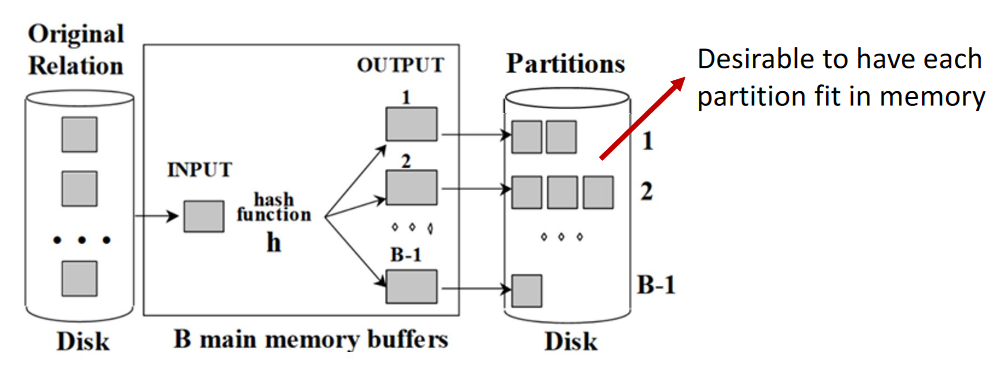 Original
Relation
Disk
INPUT
hash
function
h
OUTPUT
1
2
B-1
B main memory buffers
Partitions
1
2
B-1
Disk
Desirable to have each
partition fit in memory